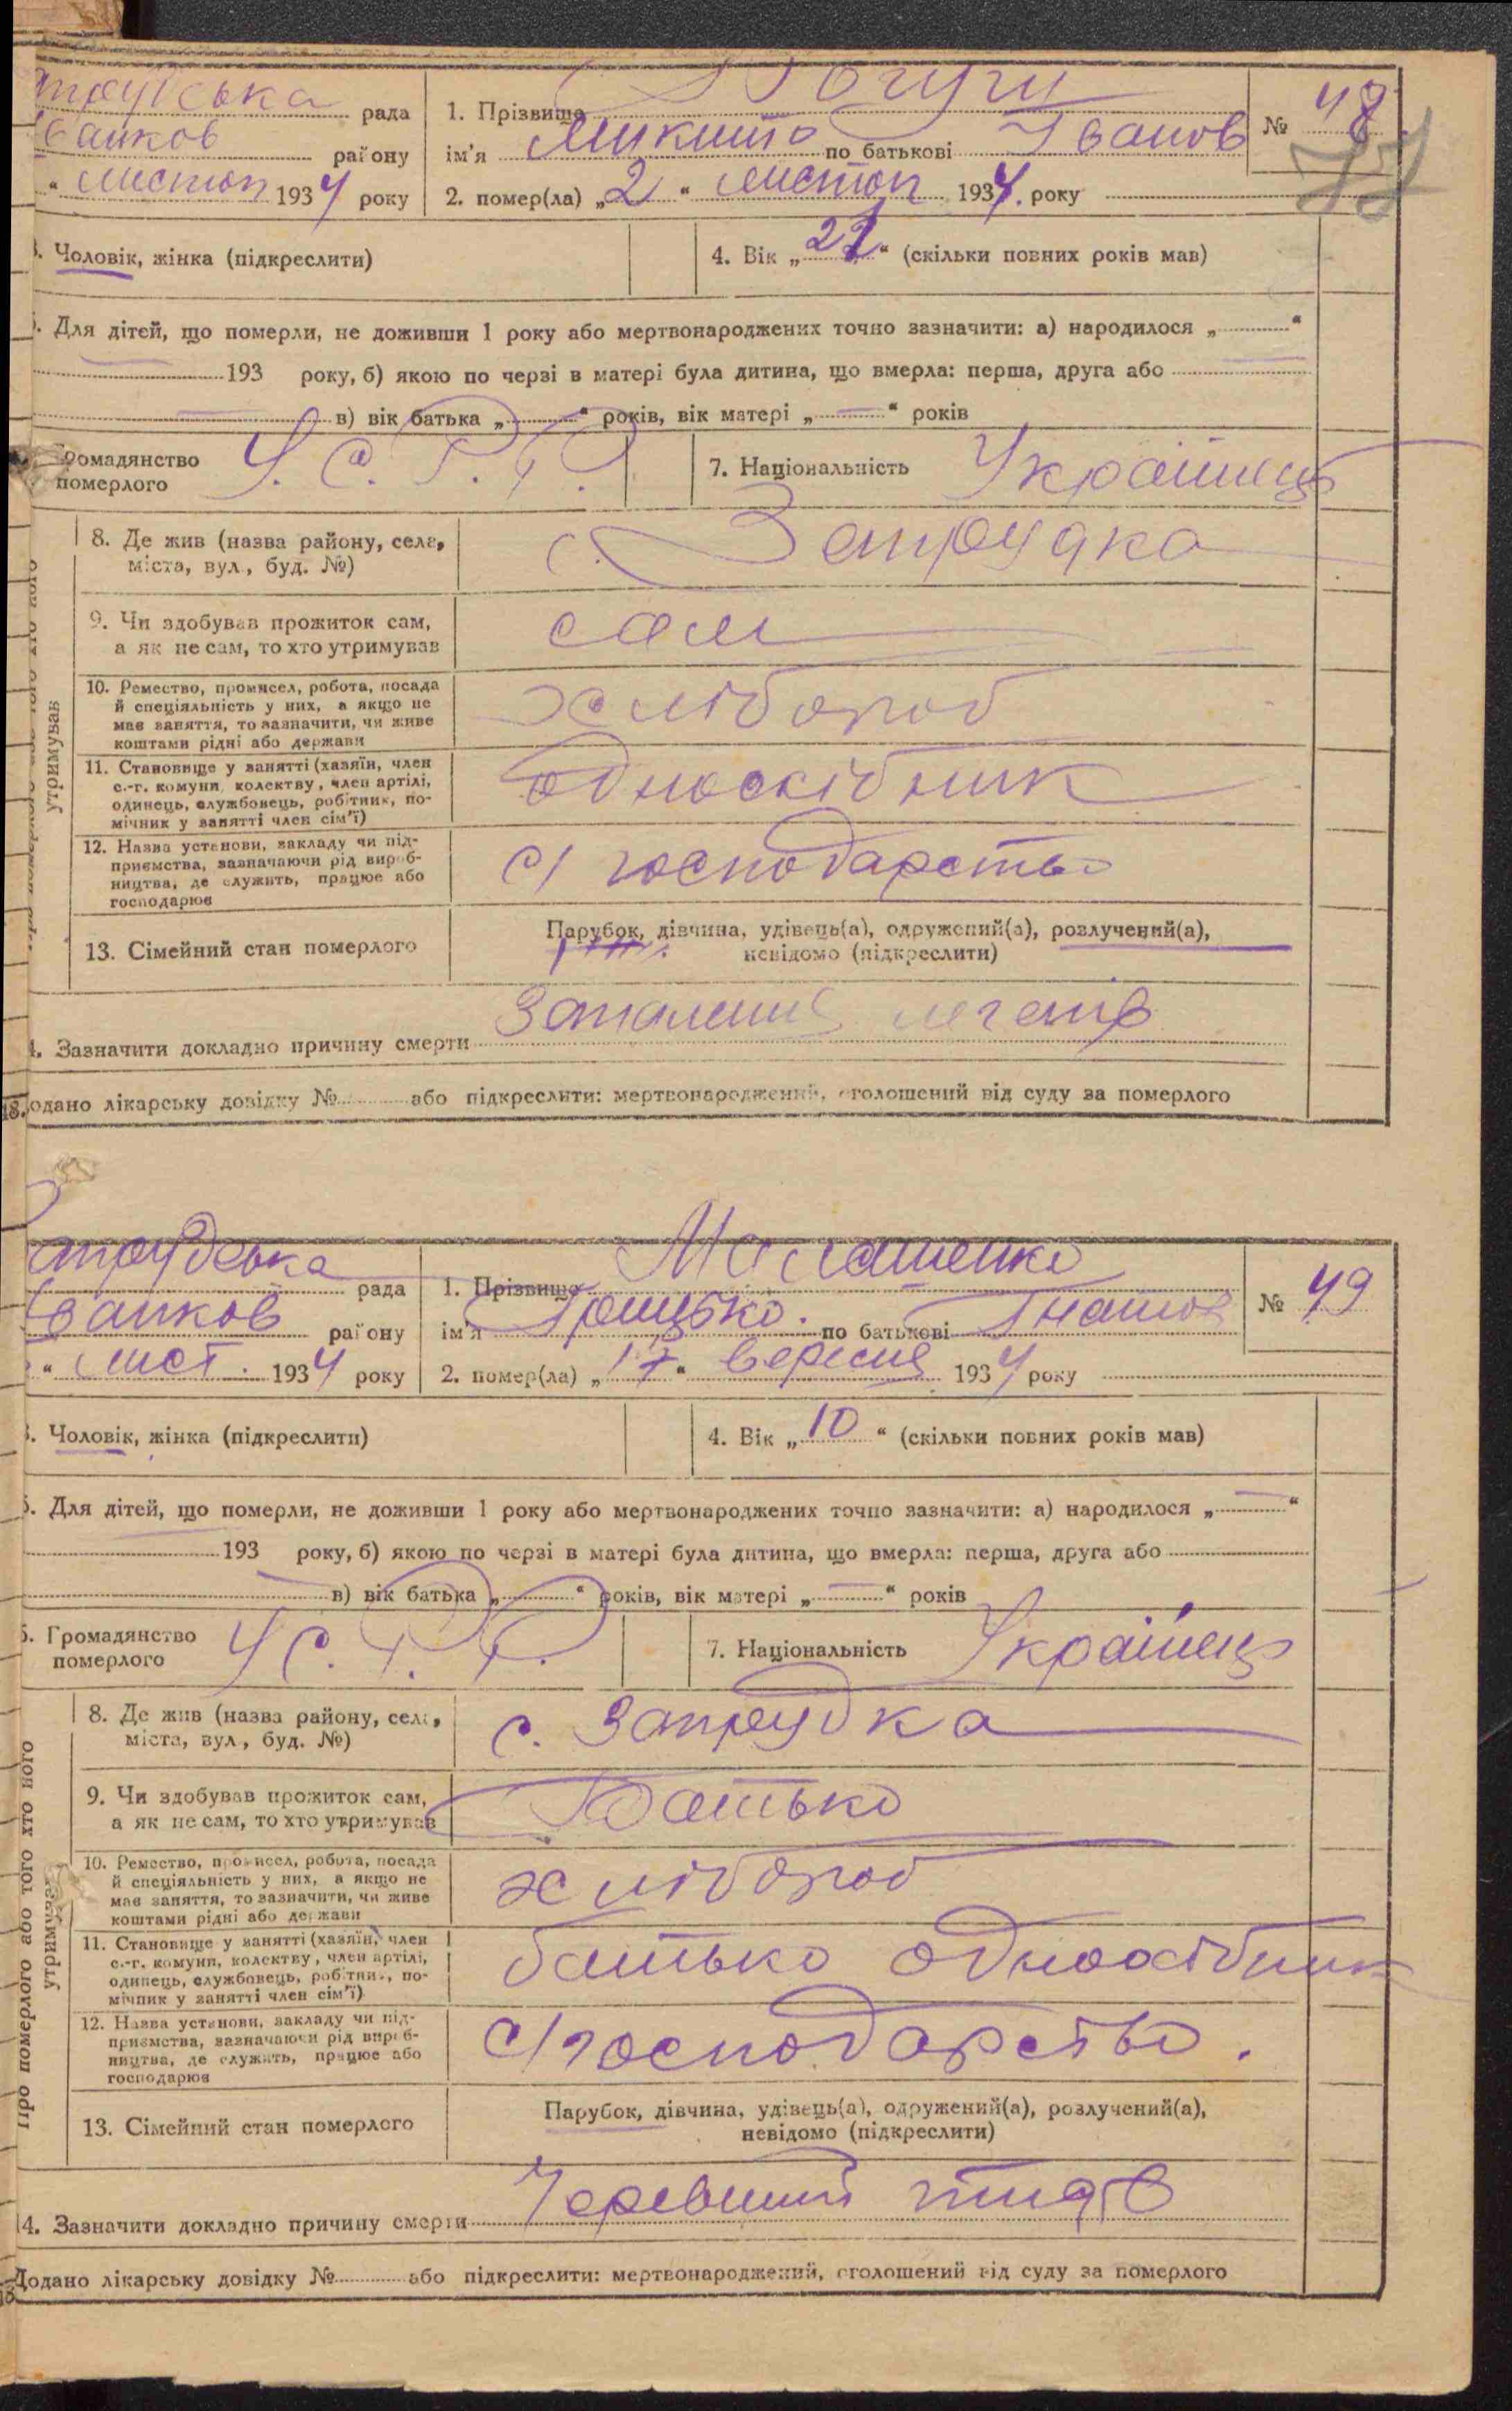 рада
1. Прізвище
№ 48
77
районy
ім'я Микита по батькові Іванов
" листоп 1934 року
2. помер(ла) „2" листоп 1934. року
3. Чоловік, жінка (підкреслити)
4. Вік „21" (скільки повних років мав)
5. Для дітей, що померли, не доживши 1 року або мертвонароджених точно зазначити: а) народилося „ "
193 року, б) якою по черзі в матері була дитина, що вмерла: перша, друга або
в) вік батька „ " років, вік матері „—" років
Громадянство померлого У. С. Р. Р.
7. Національність Українець
8. Де жив (назва району, села, міста, вул., буд. №)
с. Запрудка
9. Чи здобував прожиток сам, а як не сам, то хто утримував
сам
10. Ремество, промисел, робота, посада й спеціяльність у них, а якщо не має заняття, то зазначити, чи живе коштами рідні або держави
хлібороб
11. Становище у занятті (хазяїн, член с.-г. комуни, колективу, член артілі, одинець, службовець, робітник, помічник у занятті член сім'ї)
одноосібник
12. Назва установи, закладу чи підприємства, зазначаючи рід виробництва, де служить, працює або господарює
с/господарство
13. Сімейний стан померлого
Парубок, дівчина, удівець(а), одружений(а), розлучений(а),
невідомо (підкреслити)
утримував
14. Зазначити докладно причину смерти Запалення легенів
Додано лікарську довідку № або підкреслити: мертвонароджений, оголошений від суду за померлого
Запрудська рада
1. Прізвище Малашенко
№ 49
району
ім'я Грицько. по батькові Гнатов
" лист. 1934 року
2. помер(ла) „17" вересня 1934 року
3. Чоловік, жінка (підкреслити)
4. Вік „10" (скільки повних років мав)
5. Для дітей, що померли, не доживши 1 року або мертвонароджених точно зазначити: а) народилося „—"
193 року, б) якою по черзі в матері була дитина, що вмерла: перша, друга або
в) вік батька „ " років, вік матері „—" років
6. Громадянство померлого У С. Р. Р.
7. Національність Українець
8. Де жив (назва району, села, міста, вул., буд. №)
с. Запрудка
9. Чи здобував прожиток сам, а як не сам, то хто утримував
Батько
10. Ремество, промисел, робота, посада й спеціяльність у них, а якщо не має заняття, то зазначити, чи живе коштами рідні або держави
хлібороб
11. Становище у занятті (хазяїн, член с.-г. комуни, колективу, член артілі, одинець, службовець, робітник, помічник у занятті член сім'ї)
батько одноосібник
12. Назва установи, закладу чи підприємства, зазначаючи рід виробництва, де служить, працює або господарює
с/господарство.
13. Сімейний стан померлого
Парубок, дівчина, удівець(а), одружений(а), розлучений(а),
невідомо (підкреслити)
Про померлого або того хто його утримував
14. Зазначити докладно причину смерти Черевний тиф
Додано лікарську довідку № або підкреслити: мертвонароджений, оголошений від суду за померлого